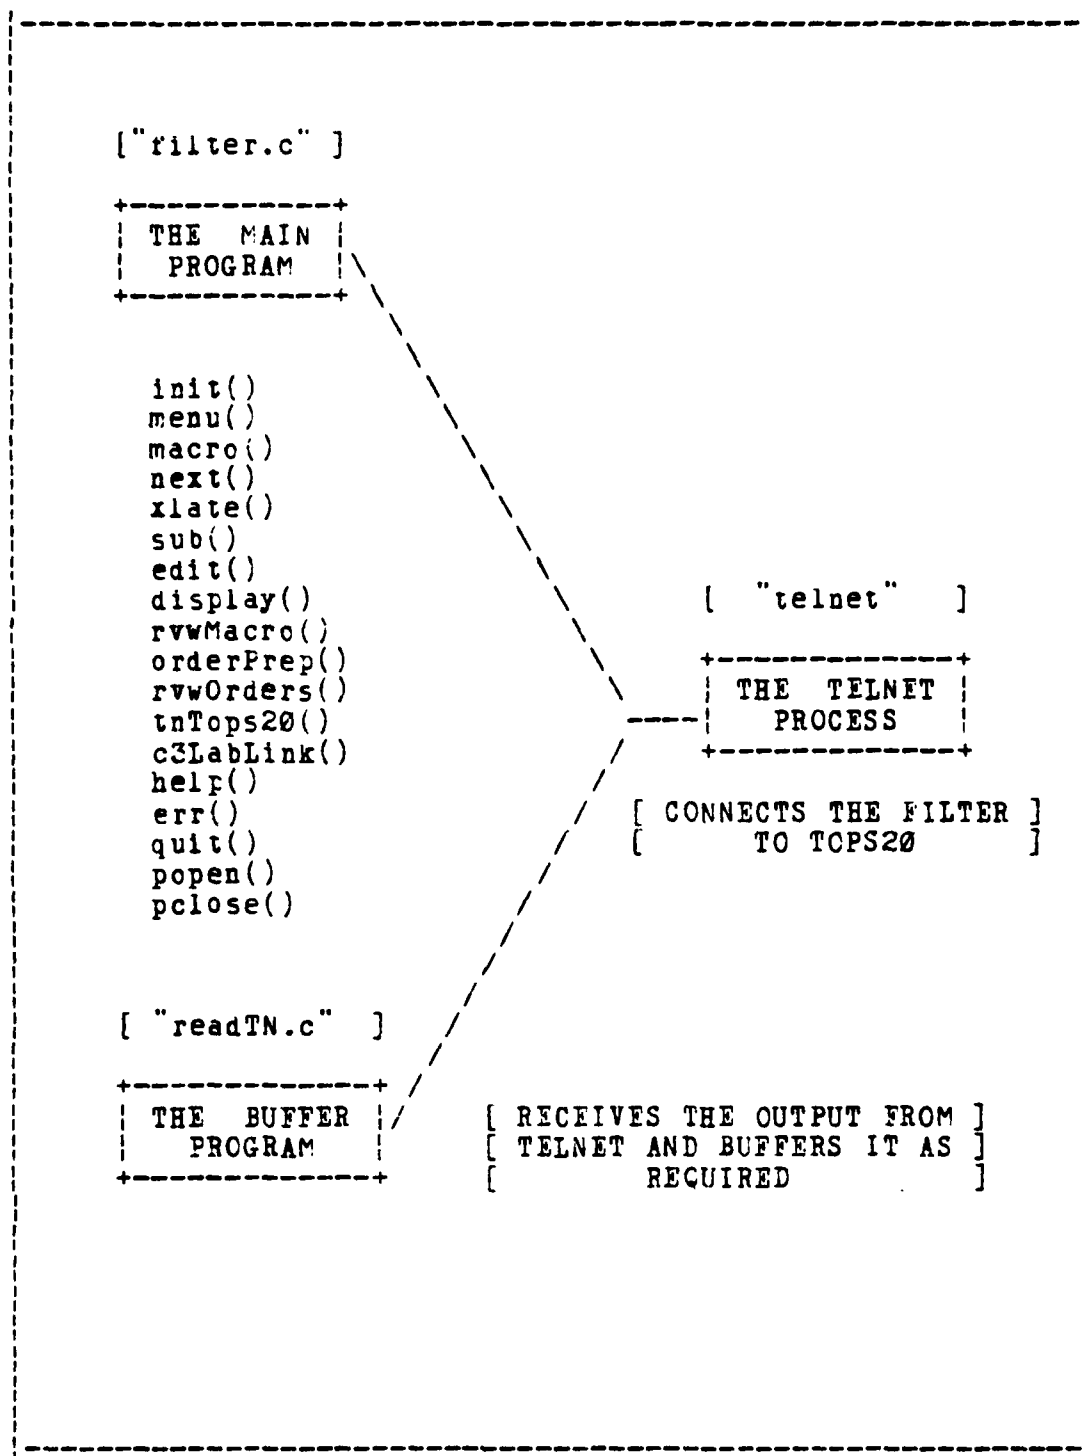 ["filter.c" ]
THE MAIN
PROGRAM
init()
menu()
macro()
next()
xlate()
sub()
edit()
display()
rvwMacro()
orderPrep()
rvwOrders()
tnTops20()
c3LabLink()
help()
err()
quit()
popen()
pclose()
[ "telnet" ]
THE TELNET
PROCESS
[ CONNECTS THE FILTER ]
[ TO TOPS20 ]
[ "readTN.c" ]
THE BUFFER
PROGRAM
[ RECEIVES THE OUTPUT FROM ]
[ TELNET AND BUFFERS IT AS ]
[ REQUIRED ]